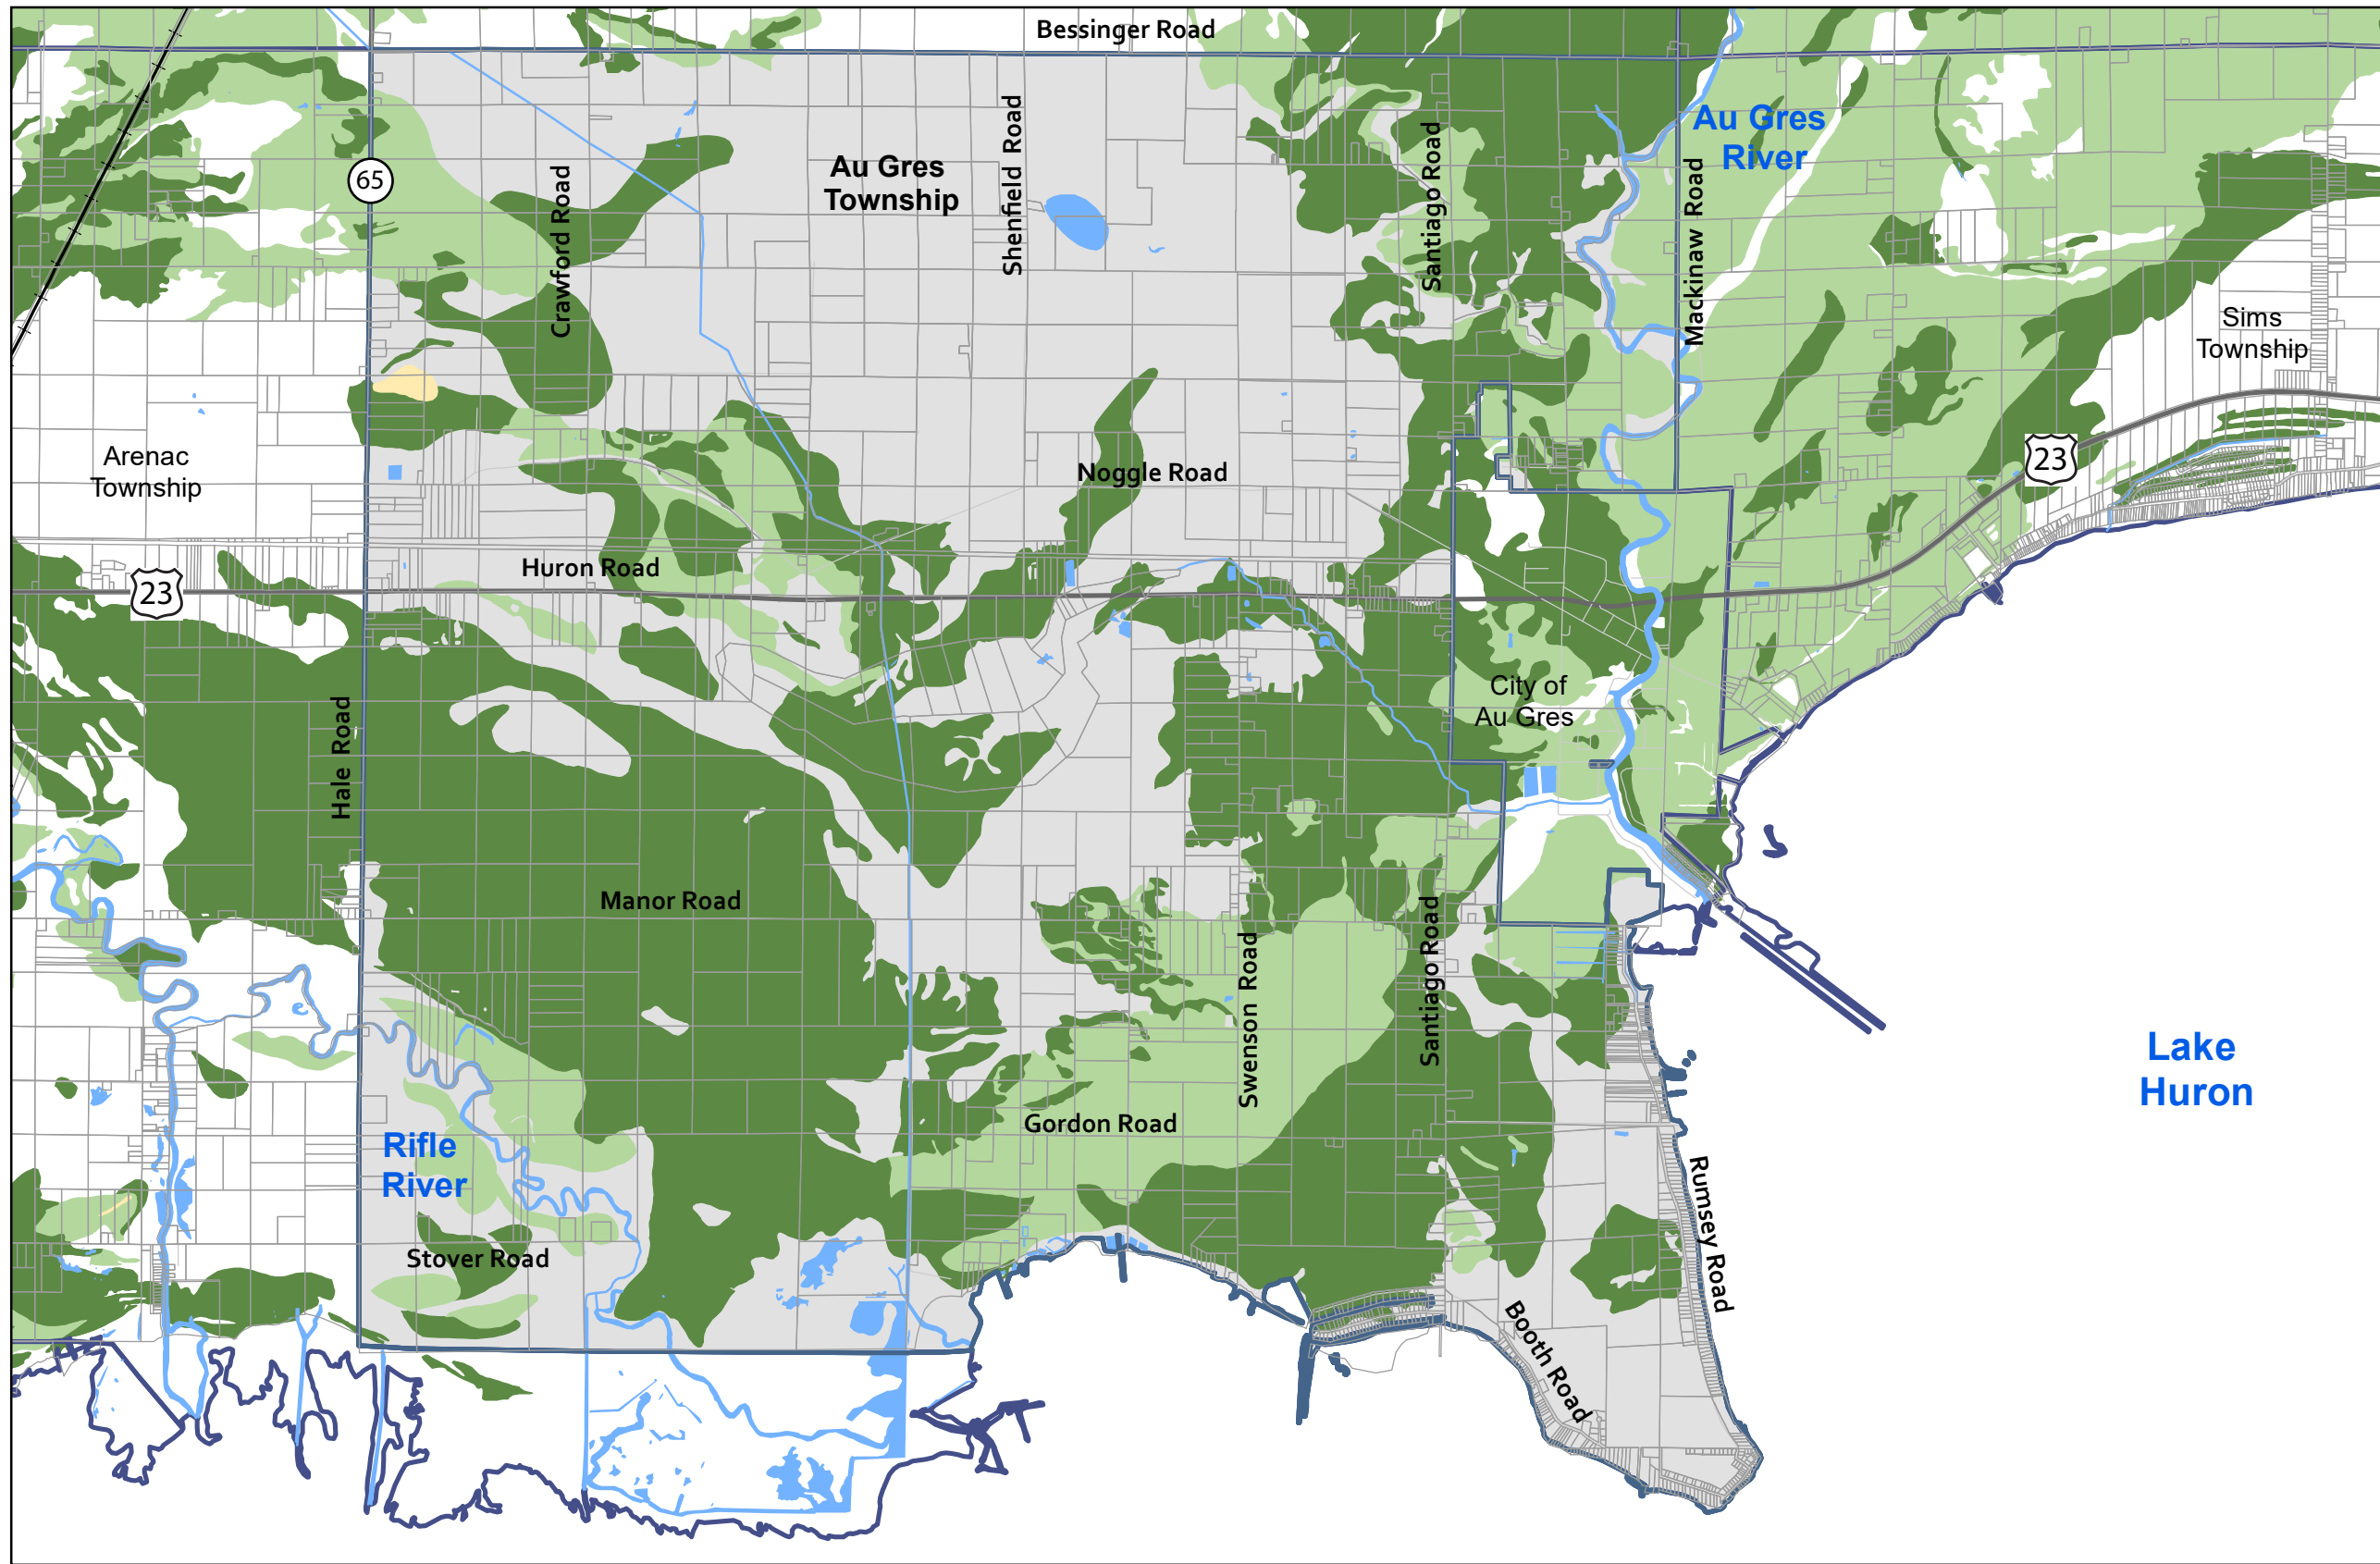 Bessinger Road
Au Gres
River
65
Crawford Road
Au Gres
Township
Shenfield Road
Santiago Road
Mackinaw Road
Sims
Township
Arenac
Township
Noggle Road
23
Huron Road
23
City of
Au Gres
Hale Road
Manor Road
Swenson Road
Santiago Road
Lake
Huron
Gordon Road
Rifle
River
Rumsey Road
Stover Road
Booth Road